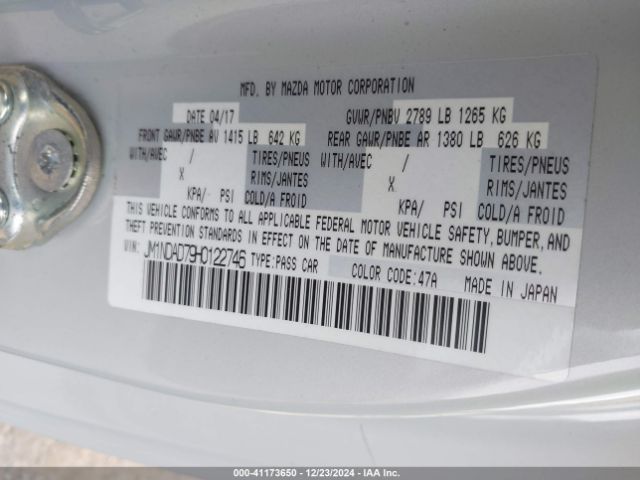 MFD. BY MAZDA MOTOR CORPORATION
DATE 04/17 GVWR/PNBV 2789 LB 1265 KG
FRONT GAWR/PNBE AV 1415 LB 642 KG REAR GAWR/PNBE AR 1380 LB 626 KG
WITH/AVEC / TIRES/PNEUS WITH/AVEC / TIRES/PNEUS
X RIMS/JANTES X RIMS/JANTES
KPA/ PSI COLD/A FROID KPA/ PSI COLD/A FROID
THIS VEHICLE CONFORMS TO ALL APPLICABLE FEDERAL MOTOR VEHICLE SAFETY, BUMPER, AND
THEFT PREVENTION STANDARDS IN EFFECT ON THE DATE OF MANUFACTURE SHOWN ABOVE.
VIN: JM1NDAD79H0122746 TYPE:PASS CAR COLOR CODE:47A MADE IN JAPAN
000-41173650 - 12/23/2024 - IAA Inc.